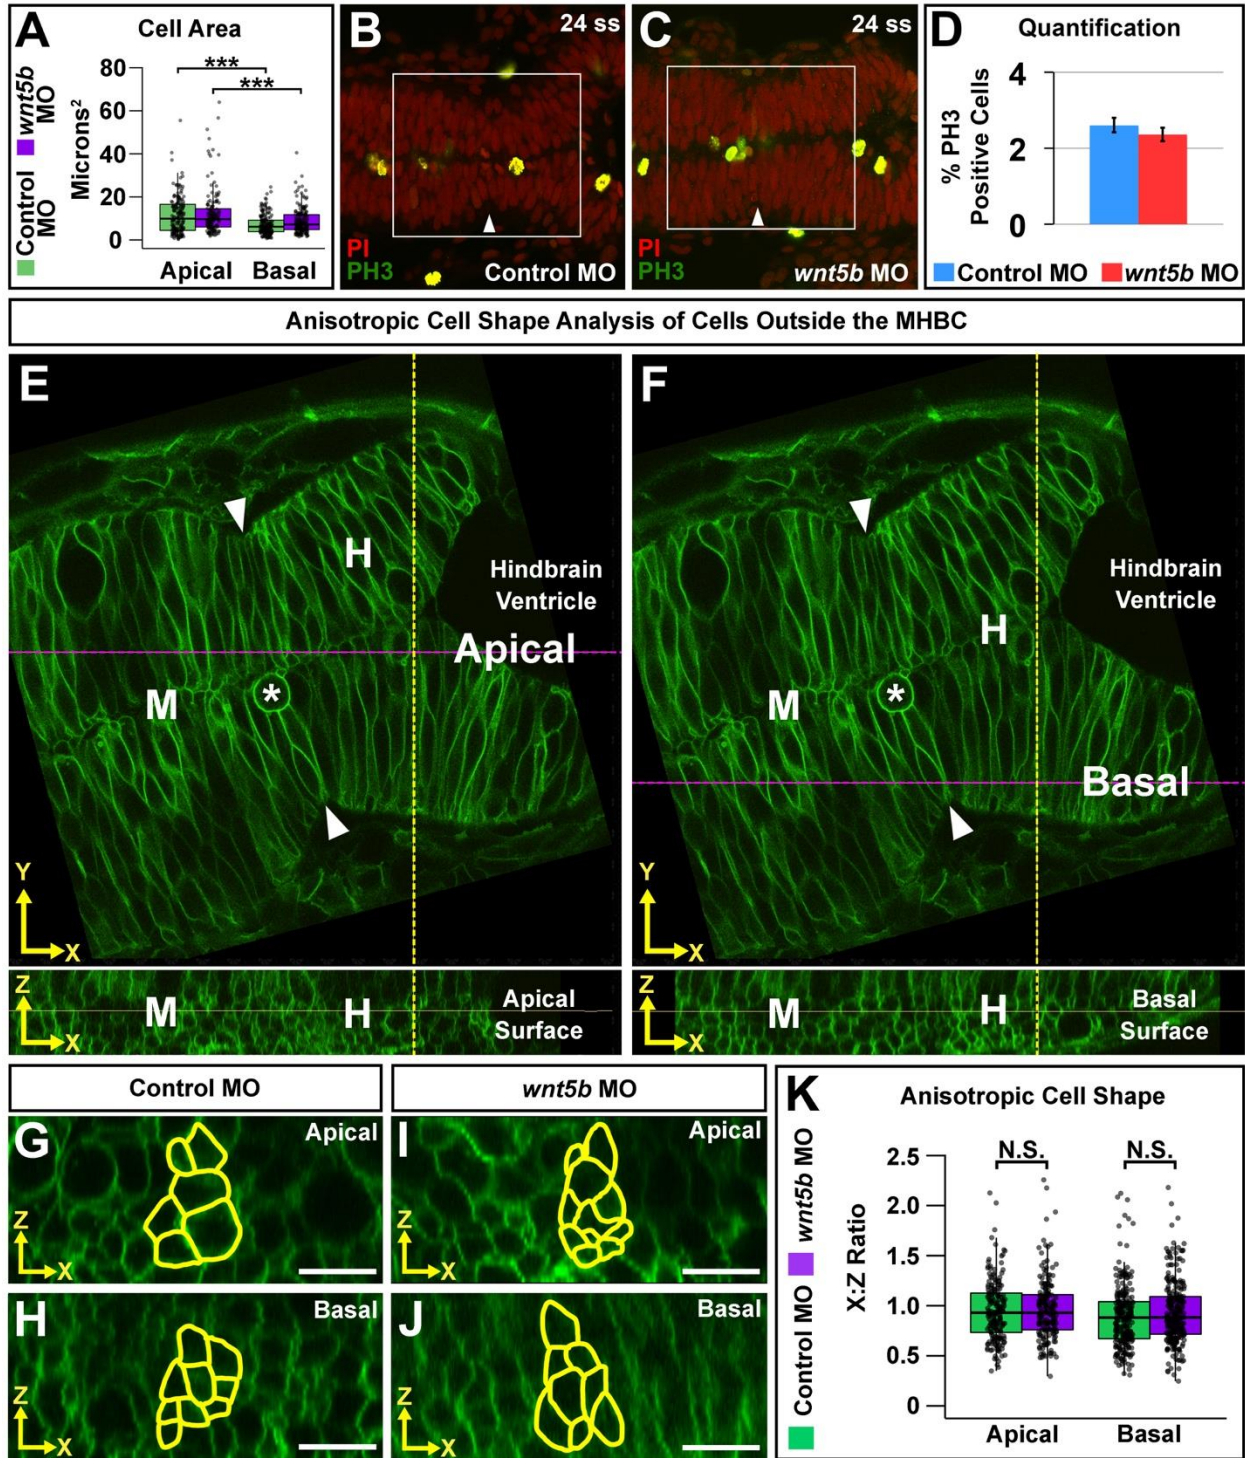 A
Cell Area
wnt5b MO
Control MO
Microns²
80
60
40
20
0
***
***
Apical
Basal
B
24 ss
PI
PH3
Control MO
C
24 ss
PI
PH3
wnt5b MO
D
Quantification
% PH3
Positive Cells
4
2
0
Control MO
wnt5b MO
Anisotropic Cell Shape Analysis of Cells Outside the MHBC
E
H
Hindbrain
Ventricle
Apical
M
*
Y
X
Z
X
M
H
Apical
Surface
F
Hindbrain
Ventricle
H
M
*
Basal
Y
X
Z
X
M
H
Basal
Surface
Control MO
wnt5b MO
G
Apical
Z
X
I
Apical
Z
X
H
Basal
Z
X
J
Basal
Z
X
K
Anisotropic Cell Shape
Control MO
wnt5b MO
X:Z Ratio
2.5
2.0
1.5
1.0
0.5
0
N.S.
N.S.
Apical
Basal